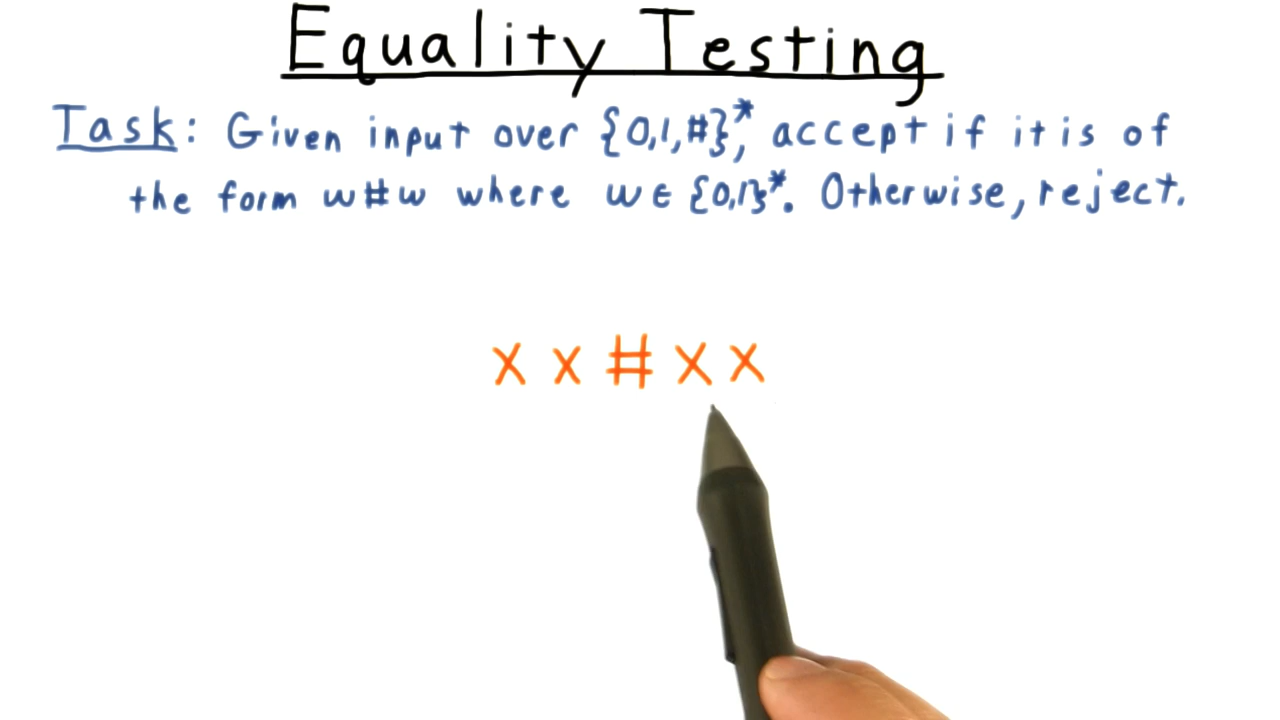 Equality Testing
Task: Given input over {0,1,#}*, accept if it is of
the form w#w where w ∈ {0,1}*. Otherwise, reject.
x x # x x